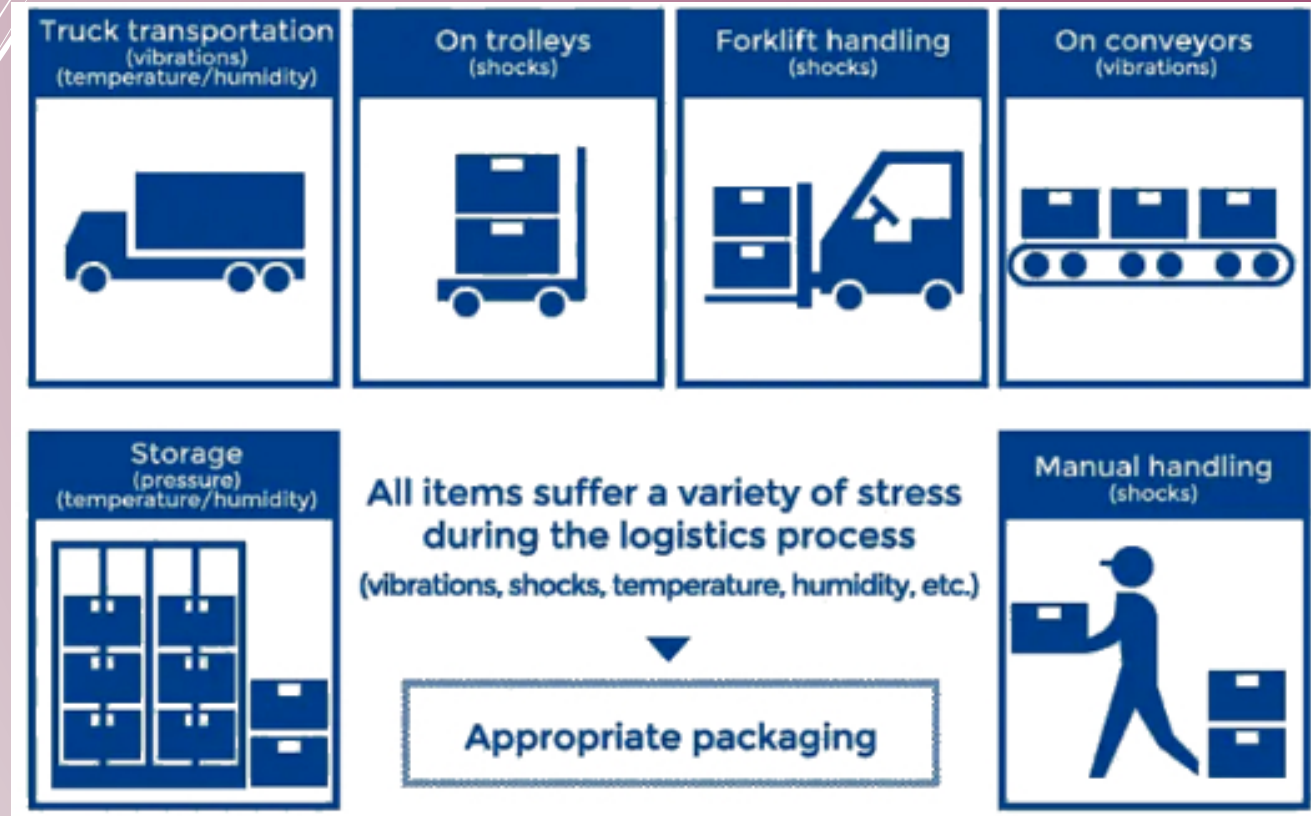 Truck transportation
(vibrations)
(temperature/humidity)
On trolleys
(shocks)
Forklift handling
(shocks)
On conveyors
(vibrations)
Storage
(pressure)
(temperature/humidity)
All items suffer a variety of stress
during the logistics process
(vibrations, shocks, temperature, humidity, etc.)
Appropriate packaging
Manual handling
(shocks)